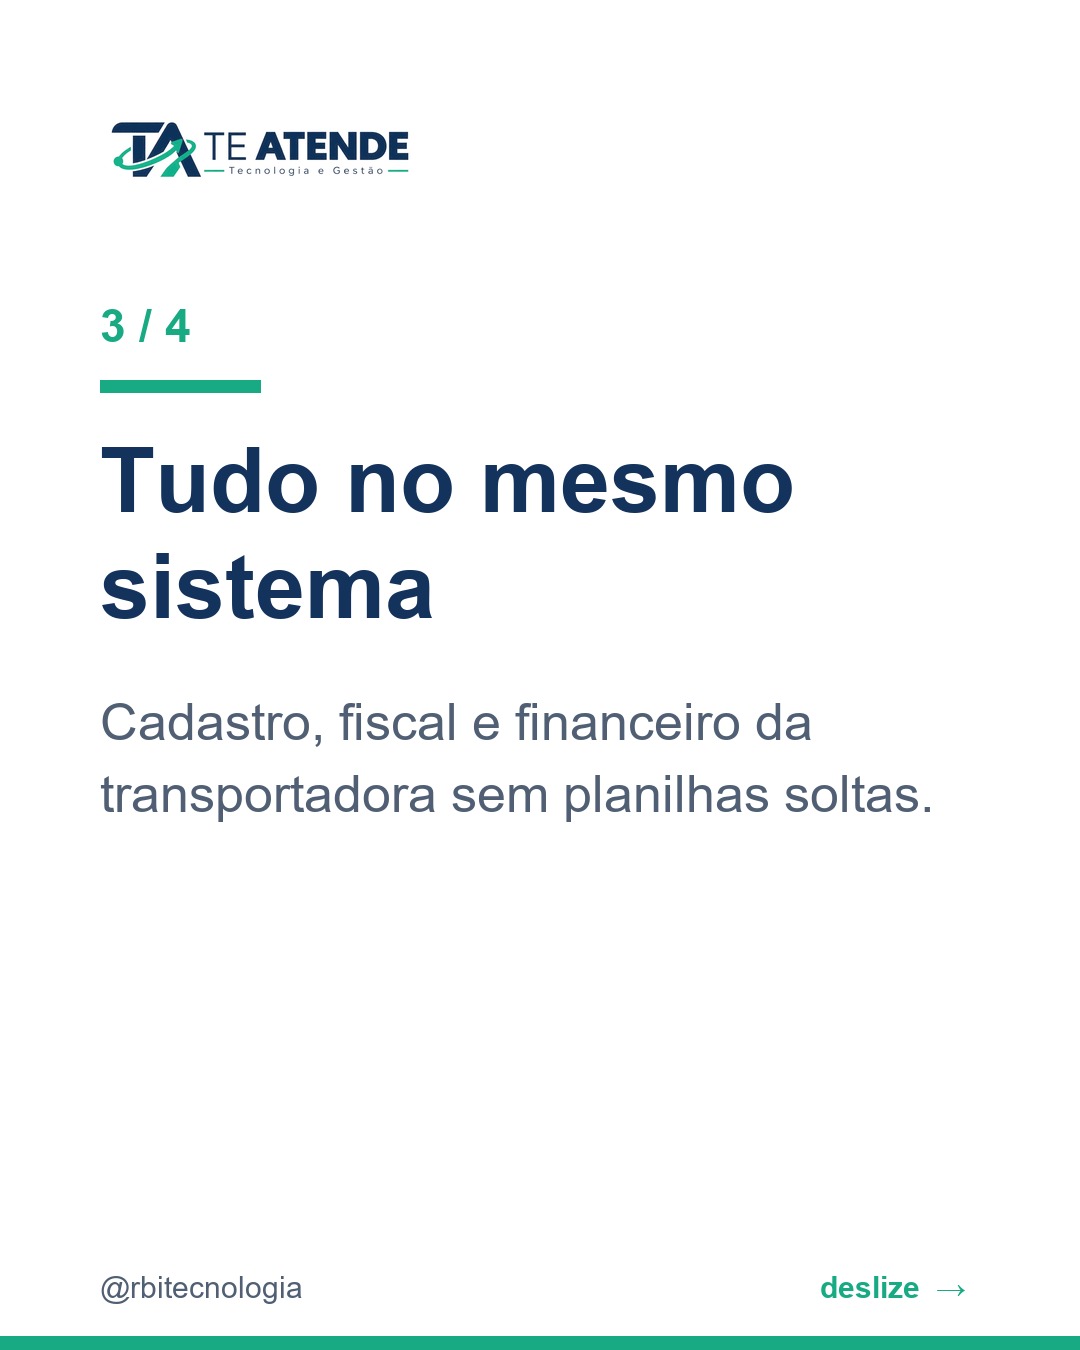 TA TE ATENDE
Tecnologia e Gestão
3 / 4
Tudo no mesmo
sistema
Cadastro, fiscal e financeiro da
transportadora sem planilhas soltas.
@rbitecnologia
deslize →